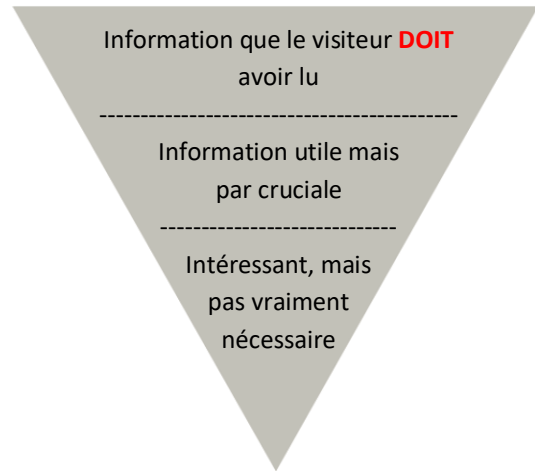 Information que le visiteur DOIT
avoir lu
--------------------------------------------
Information utile mais
par cruciale
-----------------------------
Intéressant, mais
pas vraiment
nécessaire